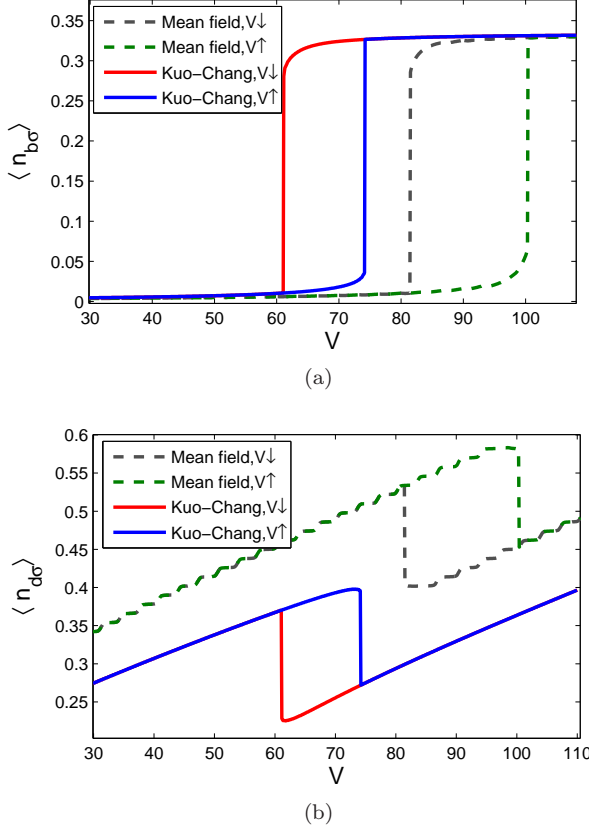 0.35
0.3
0.25
0.2
0.15
0.1
0.05
0
⟨ n_bσ ⟩
Mean field,V↓
Mean field,V↑
Kuo−Chang,V↓
Kuo−Chang,V↑
30 40 50 60 70 80 90 100
V
(a)
0.6
0.55
0.5
0.45
0.4
0.35
0.3
0.25
⟨ n_dσ ⟩
Mean field,V↓
Mean field,V↑
Kuo−Chang,V↓
Kuo−Chang,V↑
30 40 50 60 70 80 90 100 110
V
(b)